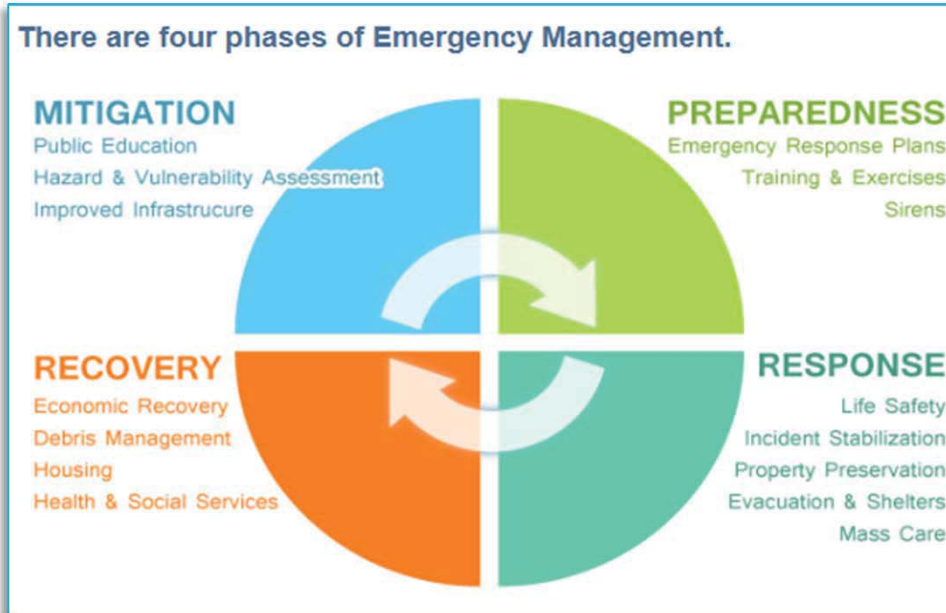 There are four phases of Emergency Management.
MITIGATION
Public Education
Hazard & Vulnerability Assessment
Improved Infrastrucure
PREPAREDNESS
Emergency Response Plans
Training & Exercises
Sirens
RECOVERY
Economic Recovery
Debris Management
Housing
Health & Social Services
RESPONSE
Life Safety
Incident Stabilization
Property Preservation
Evacuation & Shelters
Mass Care